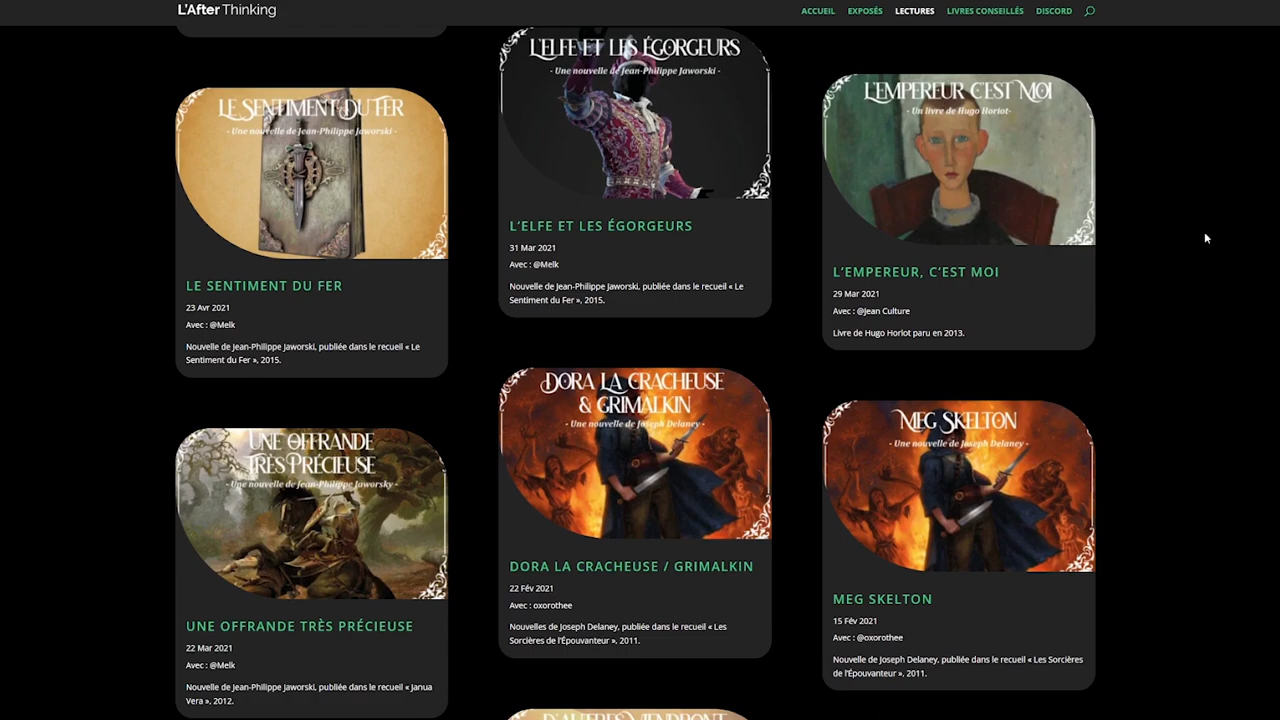 L'After Thinking
ACCUEIL
EXPOSÉS
LECTURES
LIVRES CONSEILLÉS
DISCORD
LE SENTIMENT DU FER
- Une nouvelle de Jean-Philippe Jaworski -
LE SENTIMENT DU FER
23 Avr 2021
Avec : @Melk
Nouvelle de Jean-Philippe Jaworski, publiée dans le recueil « Le
Sentiment du Fer », 2015.
L'ELFE ET LES ÉGORGEURS
- Une nouvelle de Jean-Philippe Jaworski -
L'ELFE ET LES ÉGORGEURS
31 Mar 2021
Avec : @Melk
Nouvelle de Jean-Philippe Jaworski, publiée dans le recueil « Le
Sentiment du Fer », 2015.
L'EMPEREUR C'EST MOI
- Un livre de Hugo Horiot-
L'EMPEREUR, C'EST MOI
29 Mar 2021
Avec : @Jean Culture
Livre de Hugo Horiot paru en 2013.
UNE OFFRANDE
TRÈS PRÉCIEUSE
- Une nouvelle de Jean-Philippe Jaworsky -
UNE OFFRANDE TRÈS PRÉCIEUSE
22 Mar 2021
Avec : @Melk
Nouvelle de Jean-Philippe Jaworski, publiée dans le recueil « Janua
Vera », 2012.
DORA LA CRACHEUSE
& GRIMALKIN
- Une nouvelle de Joseph Delaney -
DORA LA CRACHEUSE / GRIMALKIN
22 Fév 2021
Avec : oxorothee
Nouvelles de Joseph Delaney, publiée dans le recueil « Les
Sorcières de l'Épouvanteur », 2011.
MEG SKELTON
- Une nouvelle de Joseph Delaney -
MEG SKELTON
15 Fév 2021
Avec : @oxorothee
Nouvelle de Joseph Delaney, publiée dans le recueil « Les Sorcières
de l'Épouvanteur », 2011.
D'AUTRES VIENDRONT